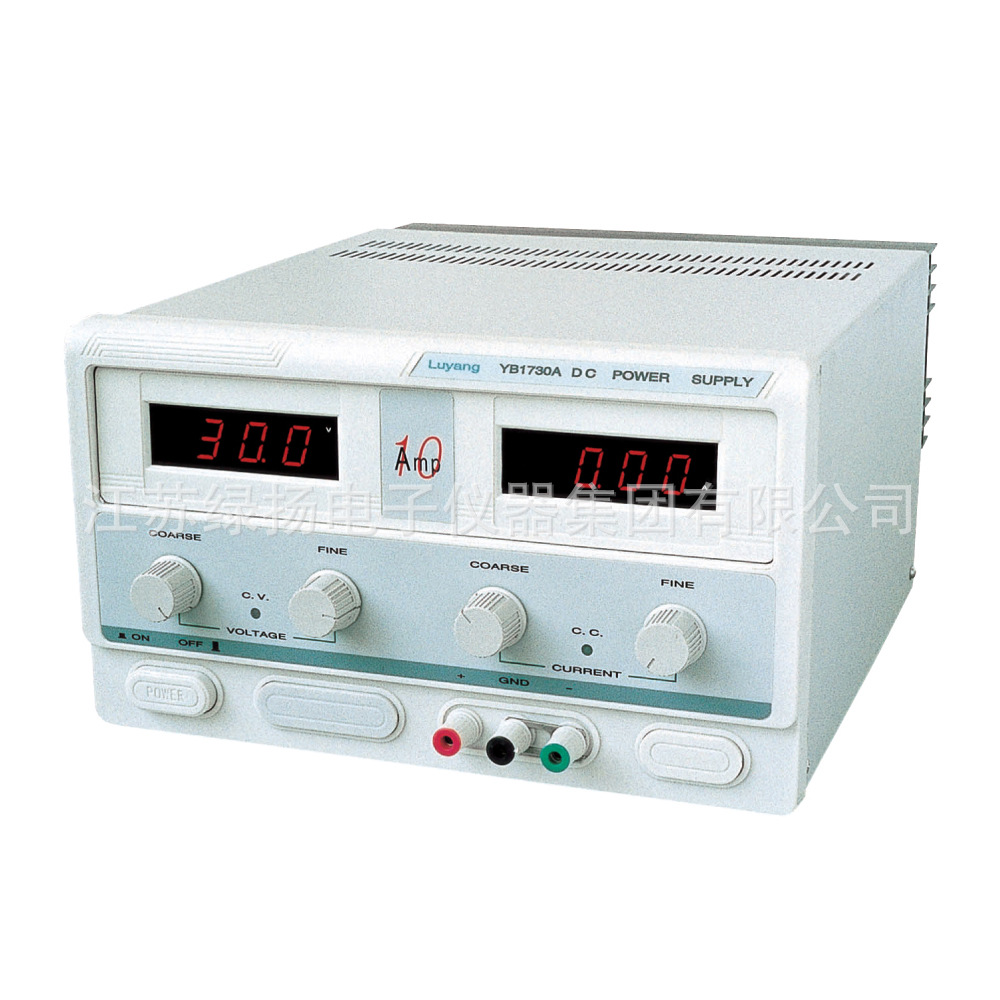 Luyang YB1730A DC POWER SUPPLY
30.0 V
10 Amp
0.00 A
江苏绿扬电子仪器集团有限公司
COARSE FINE COARSE FINE
C.V. C.C.
VOLTAGE CURRENT
ON OFF
+ GND -
POWER